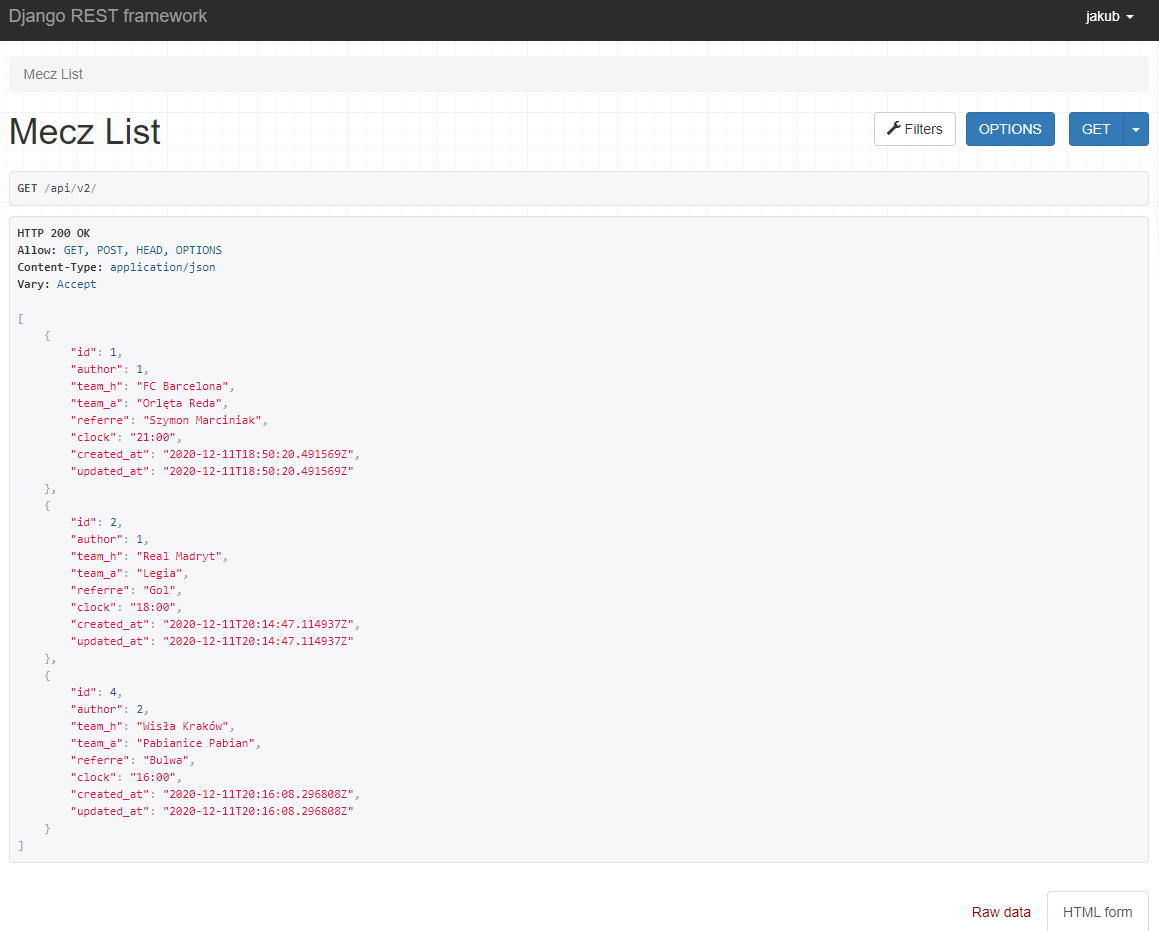 Django REST framework
jakub
Mecz List
Mecz List
Filters
OPTIONS
GET
GET /api/v2/
HTTP 200 OK
Allow: GET, POST, HEAD, OPTIONS
Content-Type: application/json
Vary: Accept
[
    {
        "id": 1,
        "author": 1,
        "team_h": "FC Barcelona",
        "team_a": "Orlęta Reda",
        "referre": "Szymon Marciniak",
        "clock": "21:00",
        "created_at": "2020-12-11T18:50:20.491569Z",
        "updated_at": "2020-12-11T18:50:20.491569Z"
    },
    {
        "id": 2,
        "author": 1,
        "team_h": "Real Madryt",
        "team_a": "Legia",
        "referre": "Gol",
        "clock": "18:00",
        "created_at": "2020-12-11T20:14:47.114937Z",
        "updated_at": "2020-12-11T20:14:47.114937Z"
    },
    {
        "id": 4,
        "author": 2,
        "team_h": "Wisła Kraków",
        "team_a": "Pabianice Pabian",
        "referre": "Bulwa",
        "clock": "16:00",
        "created_at": "2020-12-11T20:16:08.296808Z",
        "updated_at": "2020-12-11T20:16:08.296808Z"
    }
]
Raw data
HTML form